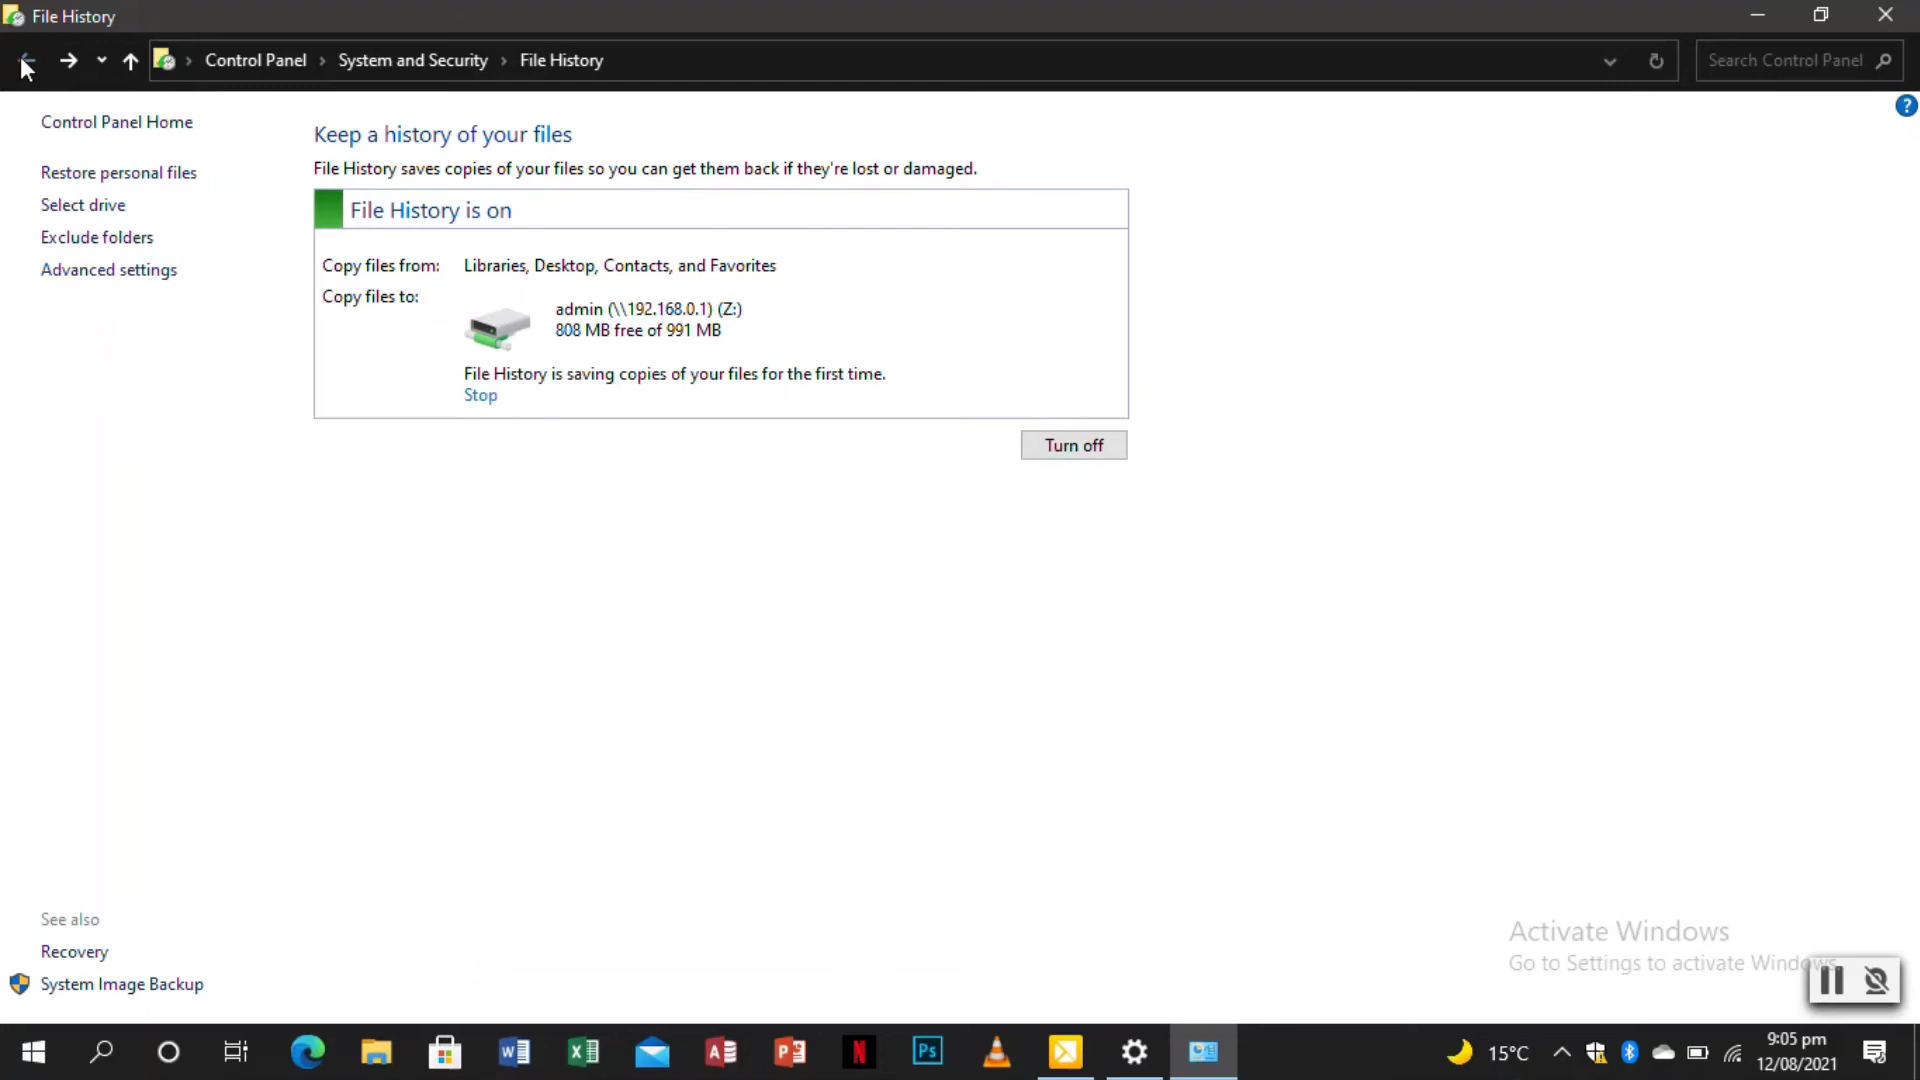 File History
Control Panel > System and Security > File History
Search Control Panel
Control Panel Home
Restore personal files
Select drive
Exclude folders
Advanced settings
Keep a history of your files
File History saves copies of your files so you can get them back if they're lost or damaged.
File History is on
Copy files from: Libraries, Desktop, Contacts, and Favorites
Copy files to:
admin (\\192.168.0.1) (Z:)
808 MB free of 991 MB
File History is saving copies of your files for the first time.
Stop
Turn off
See also
Recovery
System Image Backup
Activate Windows
Go to Settings to activate Windows.
15°C
9:05 pm
12/08/2021